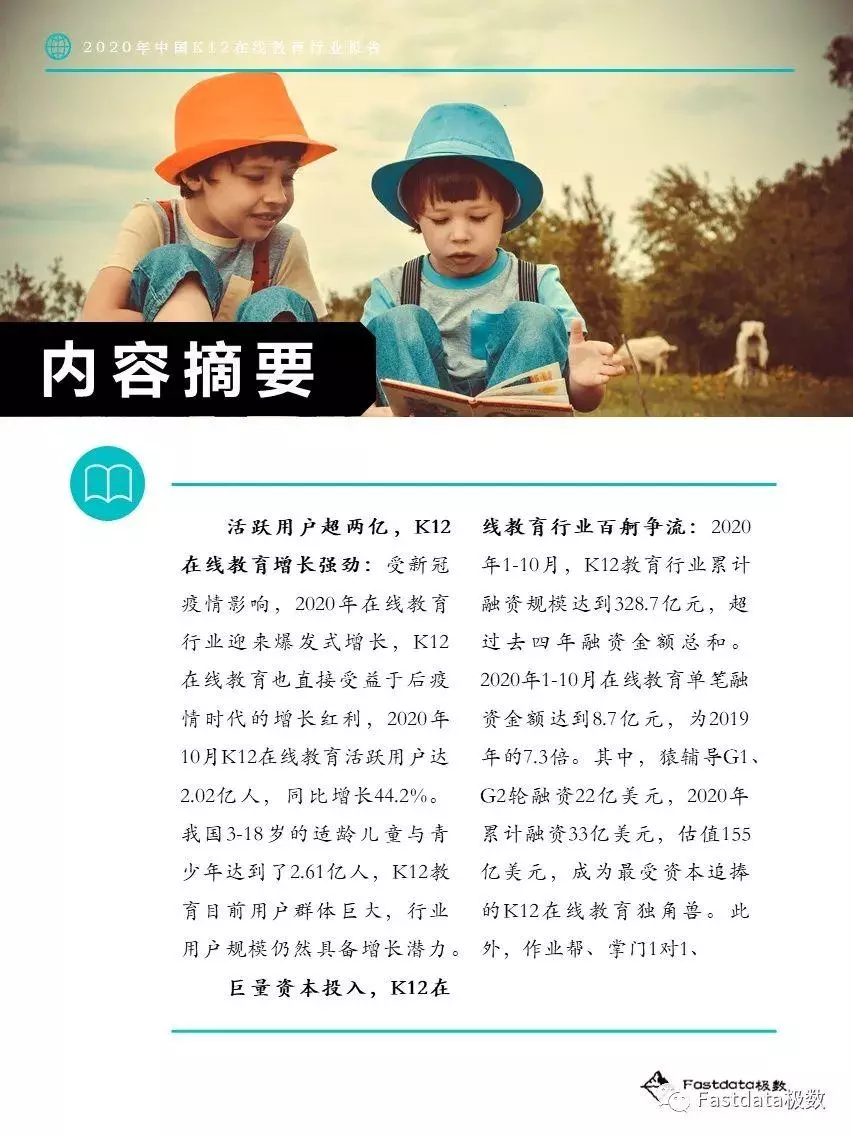 2020年中国K12在线教育行业报告
内容摘要
活跃用户超两亿，K12
在线教育增长强劲：受新冠
疫情影响，2020年在线教育
行业迎来爆发式增长，K12
在线教育也直接受益于后疫
情时代的增长红利，2020年
10月K12在线教育活跃用户达
2.02亿人，同比增长44.2%。
我国3-18岁的适龄儿童与青
少年达到了2.61亿人，K12教
育目前用户群体巨大，行业
用户规模仍然具备增长潜力。
巨量资本投入，K12在
线教育行业百舸争流：2020
年1-10月，K12教育行业累计
融资规模达到328.7亿元，超
过去四年融资金额总和。
2020年1-10月在线教育单笔融
资金额达到8.7亿元，为2019
年的7.3倍。其中，猿辅导G1、
G2轮融资22亿美元，2020年
累计融资33亿美元，估值155
亿美元，成为最受资本追捧
的K12在线教育独角兽。此
外，作业帮、掌门1对1、
Fastdata极数
Fastdata极数